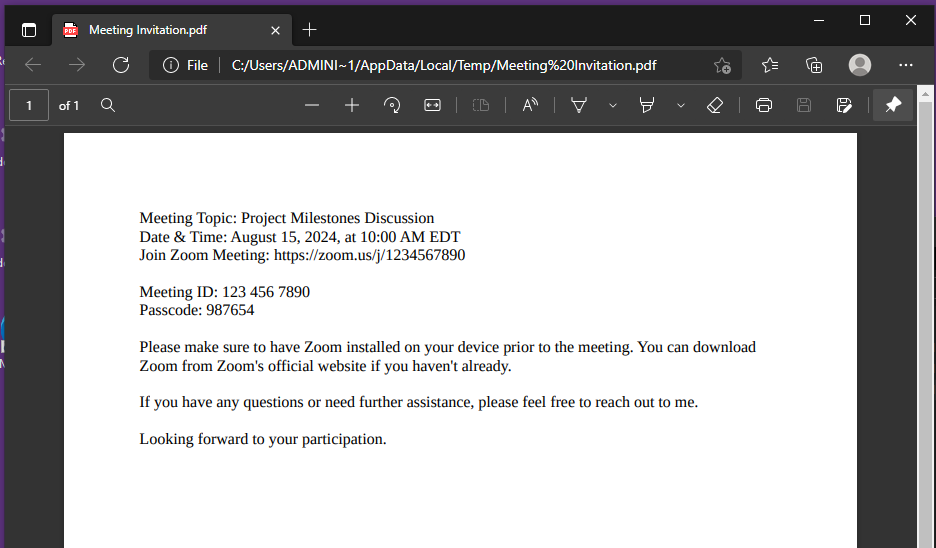 Meeting Invitation.pdf
File C:/Users/ADMINI~1/AppData/Local/Temp/Meeting%20Invitation.pdf
1 of 1
Meeting Topic: Project Milestones Discussion
Date & Time: August 15, 2024, at 10:00 AM EDT
Join Zoom Meeting: https://zoom.us/j/1234567890
Meeting ID: 123 456 7890
Passcode: 987654
Please make sure to have Zoom installed on your device prior to the meeting. You can download
Zoom from Zoom's official website if you haven't already.
If you have any questions or need further assistance, please feel free to reach out to me.
Looking forward to your participation.